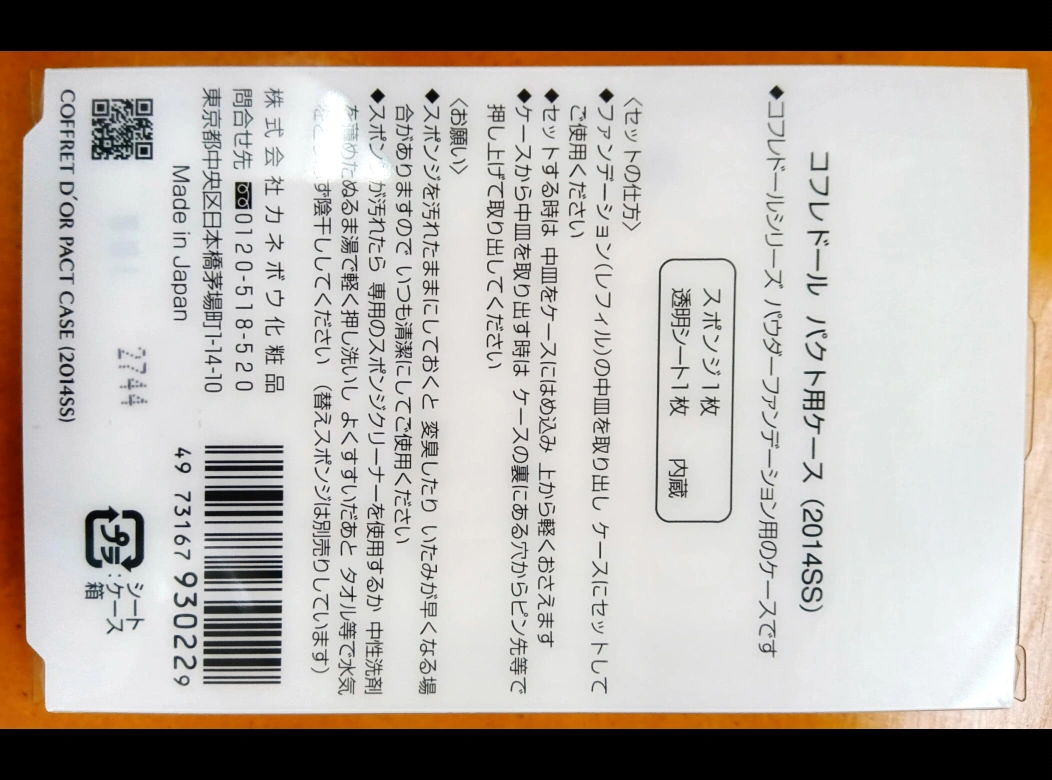 コフレドール パクト用ケース (2014SS)
◆コフレドールシリーズ パウダーファンデーション用のケースです
スポンジ1枚
透明シート1枚 内蔵
〈セットの仕方〉
◆ファンデーション(レフィル)の中皿を取り出し ケースにセットして
ご使用ください
◆セットする時は 中皿をケースにはめ込み 上から軽くおさえます
◆ケースから中皿を取り出す時は ケースの裏にある穴からピン先等で
押し上げて取り出してください
〈お願い〉
◆スポンジを汚れたままにしておくと 変臭したり いたみが早くなる場
合がありますので いつも清潔にしてご使用ください
◆スポンジが汚れたら 専用のスポンジクリーナーを使用するか 中性洗剤
を薄めたぬるま湯で軽く押し洗いし よくすすいだあと タオル等で水気
ず陰干ししてください (替えスポンジは別売りしています)
株式会社カネボウ化粧品
問合せ先 0120-518-520
東京都中央区日本橋茅場町1-14-10
Made in Japan
49 73167 930229
2744
プラ
:シート
ケース
箱
COFFRET D'OR PACT CASE (2014SS)